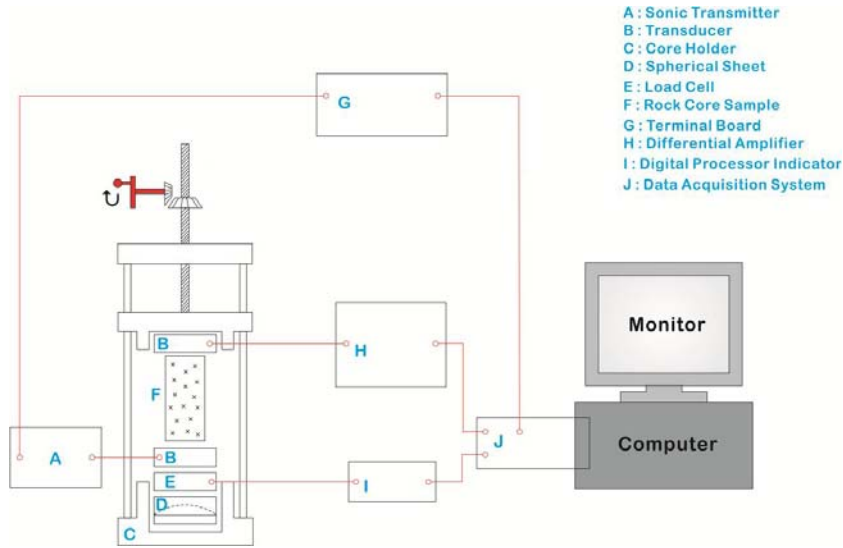 A : Sonic Transmitter
B : Transducer
C : Core Holder
D : Spherical Sheet
E : Load Cell
F : Rock Core Sample
G : Terminal Board
H : Differential Amplifier
I : Digital Processor Indicator
J : Data Acquisition System
G
B
H
Monitor
F
A
B
J
Computer
E
I
D
C